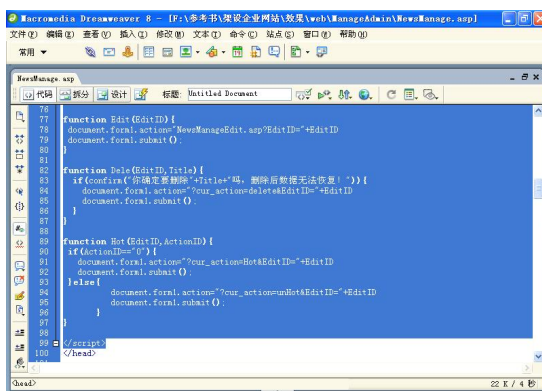 Macromedia Dreamweaver 8 - [F:\参考书\架设企业网站\效果\web\ManageAdmin\NewsManage.asp]
文件(F) 编辑(E) 查看(V) 插入(I) 修改(M) 文本(T) 命令(C) 站点(S) 窗口(W) 帮助(H)
常用
NewsManage.asp
代码 拆分 设计 标题: Untitled Document
76
77 function Edit(EditID){
78 document.form1.action="NewsManageEdit.asp?EditID="+EditID
79 document.form1.submit();
80 }
81
82 function Dele(EditID,Title){
83 if(confirm("你确定要删除"+Title+"吗，删除后数据无法恢复！")){
84 document.form1.action="?cur_action=delete&EditID="+EditID
85 document.form1.submit();
86 }
87 }
88
89 function Hot(EditID,ActionID){
90 if(ActionID=="0"){
91 document.form1.action="?cur_action=Hot&EditID="+EditID
92 document.form1.submit();
93 }else{
94 document.form1.action="?cur_action=unHot&EditID="+EditID
95 document.form1.submit();
96 }
97 }
98
99 </script>
100 </head>
<head> 22 K / 4 秒